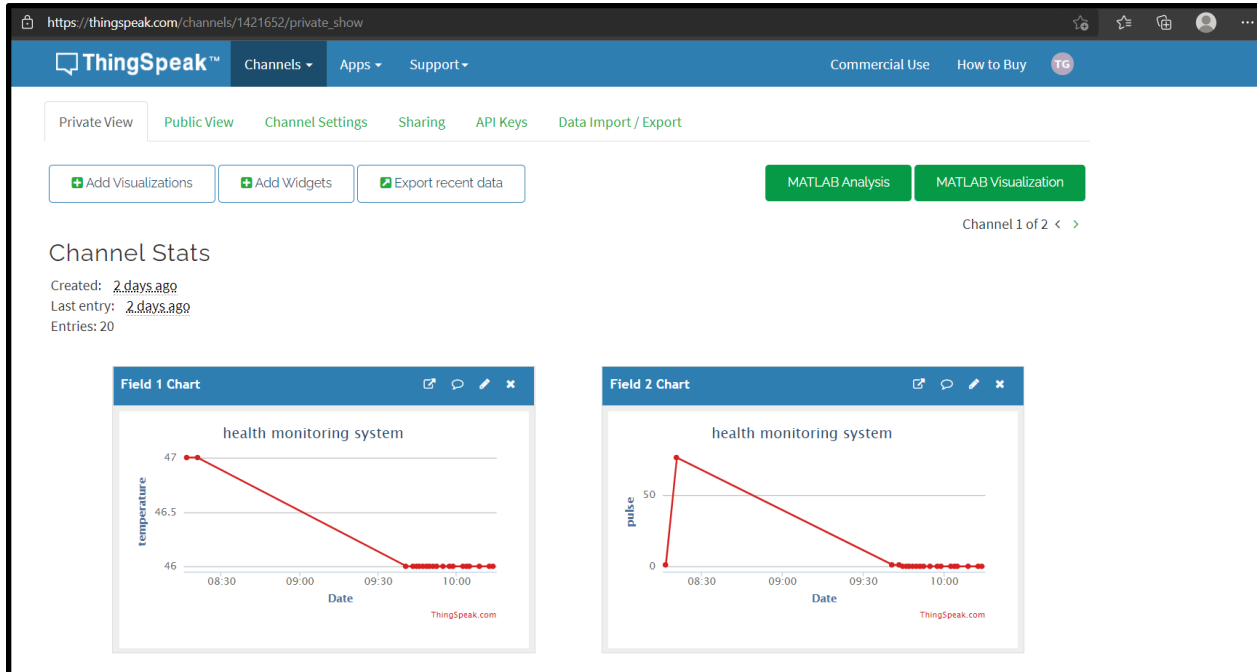 https://thingspeak.com/channels/1421652/private_show
ThingSpeak™ Channels Apps Support Commercial Use How to Buy TG
Private View Public View Channel Settings Sharing API Keys Data Import / Export
Add Visualizations Add Widgets Export recent data MATLAB Analysis MATLAB Visualization
Channel 1 of 2 < >
Channel Stats
Created: 2 days ago
Last entry: 2 days ago
Entries: 20
Field 1 Chart
health monitoring system
temperature
47
46.5
46
08:30 09:00 09:30 10:00
Date
ThingSpeak.com
Field 2 Chart
health monitoring system
pulse
50
0
08:30 09:00 09:30 10:00
Date
ThingSpeak.com